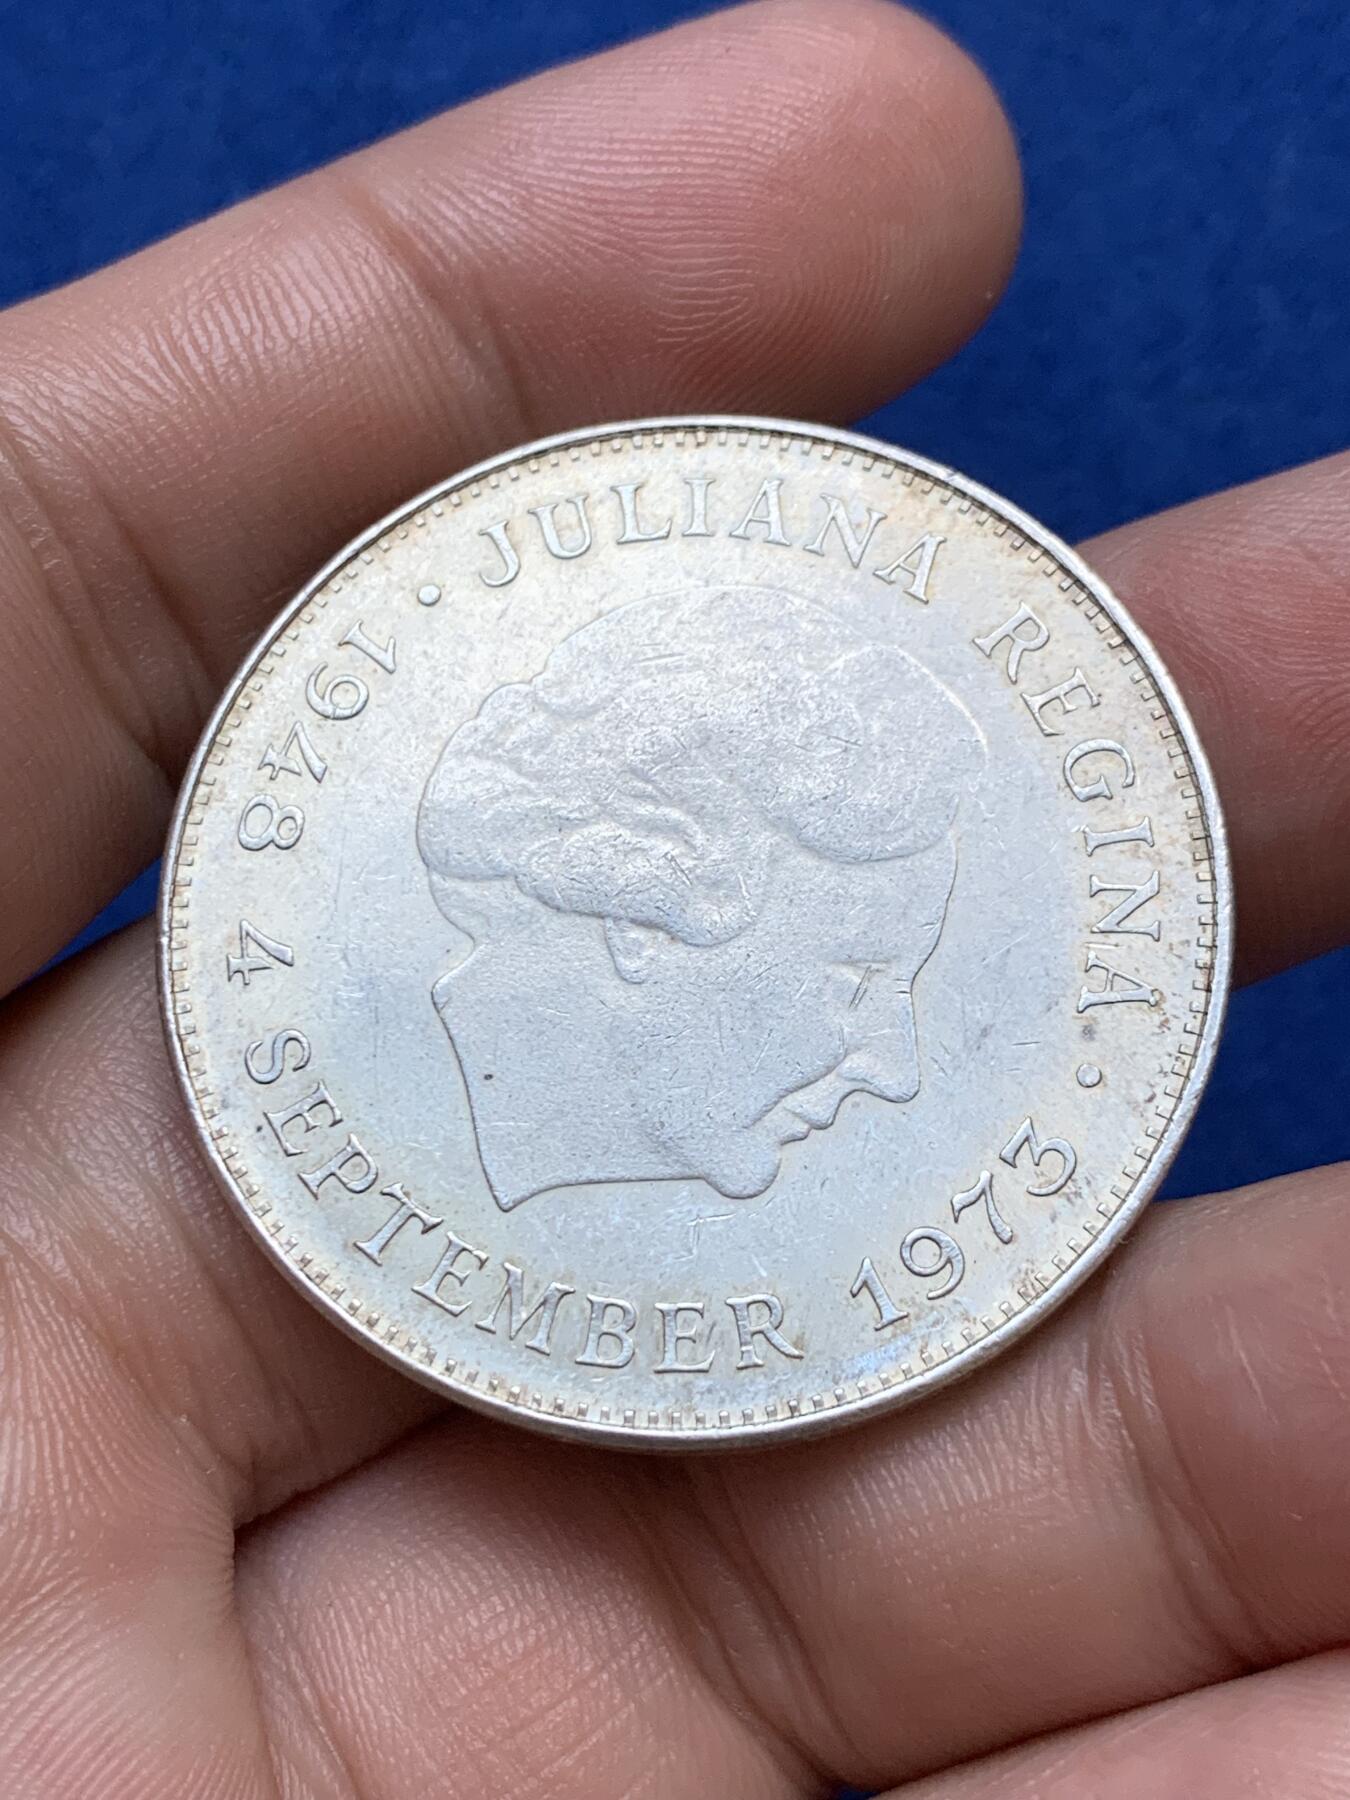 · JULIANA REGINA ·
1948 4 SEPTEMBER 1973